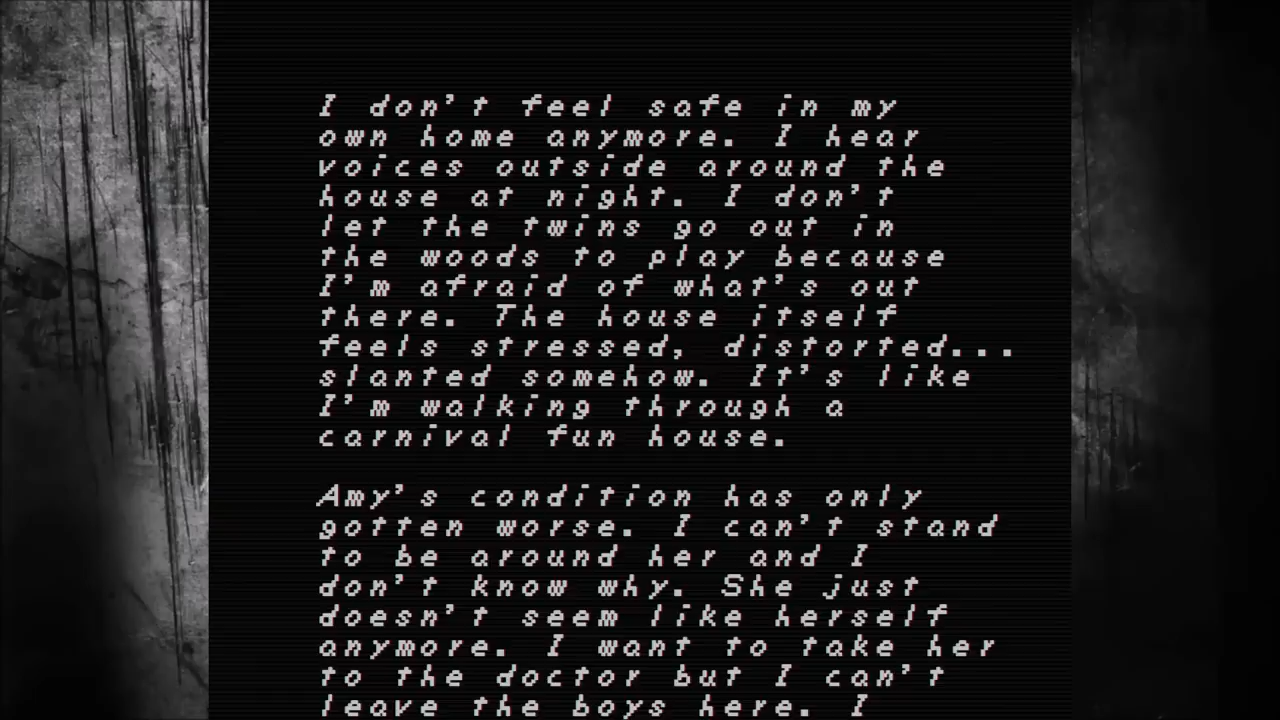 I don't feel safe in my
own home anymore. I hear
voices outside around the
house at night. I don't
let the twins go out in
the woods to play because
I'm afraid of what's out
there. The house itself
feels stressed, distorted...
slanted somehow. It's like
I'm walking through a
carnival fun house.
Amy's condition has only
gotten worse. I can't stand
to be around her and I
don't know why. She just
doesn't seem like herself
anymore. I want to take her
to the doctor but I can't
leave the boys here. I